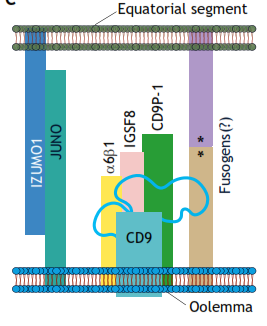 C
Equatorial segment
IZUMO1
JUNO
α6β1
IGSF8
CD9P-1
*
*
Fusogens(?)
CD9
Oolemma